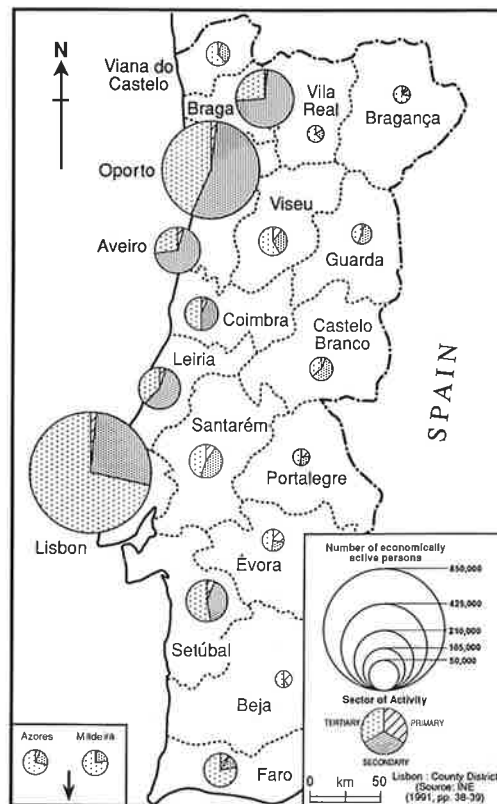 N
Viana do
Castelo
Braga
Vila
Real
Bragança
Oporto
Viseu
Aveiro
Guarda
Coimbra
Castelo
Branco
Leiria
SPAIN
Santarém
Portalegre
Lisbon
Évora
Setúbal
Beja
Faro
Azores
Madeira
Number of economically
active persons
850,000
425,000
210,000
105,000
50,000
Sector of Activity
TERTIARY
PRIMARY
SECONDARY
0 km 50
Lisbon : County District
(Source: INE
(1991, pp. 38-39)